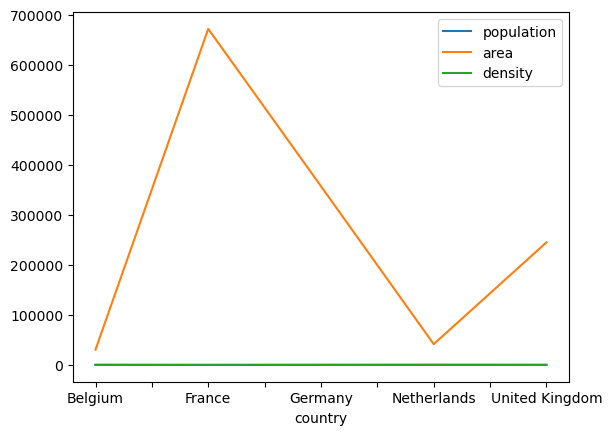 700000
600000
500000
400000
300000
200000
100000
0
population
area
density
Belgium France Germany Netherlands United Kingdom
country